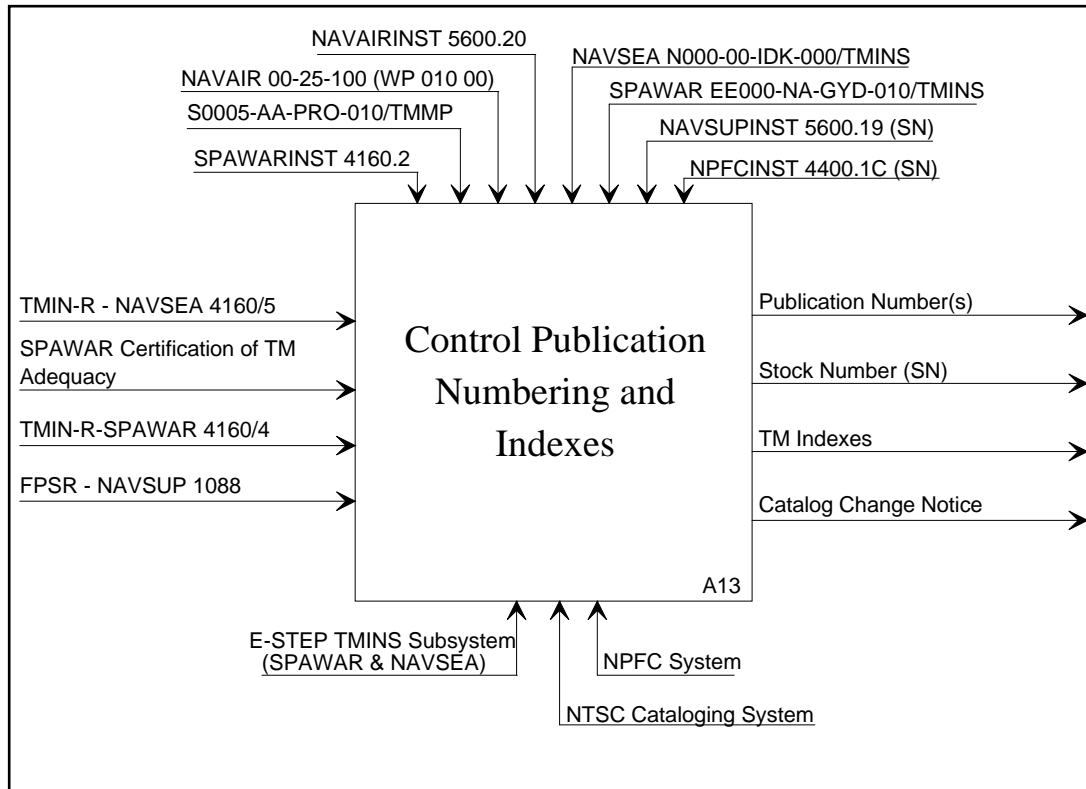 NAVAIRINST 5600.20
NAVSEA N000-00-IDK-000/TMINS
NAVAIR 00-25-100 (WP 010 00)
SPAWAR EE000-NA-GYD-010/TMINS
S0005-AA-PRO-010/TMMP
NAVSUPINST 5600.19 (SN)
SPAWARINST 4160.2
NPFCINST 4400.1C (SN)
TMIN-R - NAVSEA 4160/5
SPAWAR Certification of TM
Adequacy
TMIN-R-SPAWAR 4160/4
FPSR - NAVSUP 1088
Control Publication
Numbering and
Indexes
A13
Publication Number(s)
Stock Number (SN)
TM Indexes
Catalog Change Notice
E-STEP TMINS Subsystem
(SPAWAR & NAVSEA)
NPFC System
NTSC Cataloging System